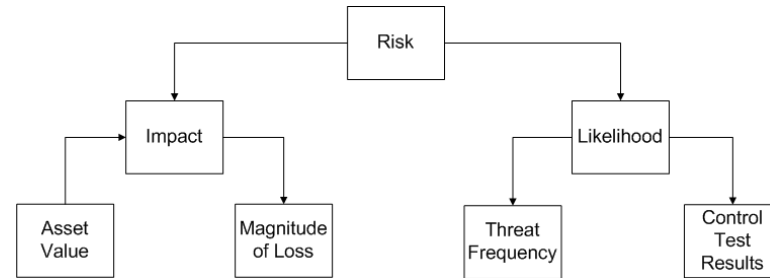 Risk
Impact
Likelihood
Asset
Value
Magnitude
of Loss
Threat
Frequency
Control
Test
Results